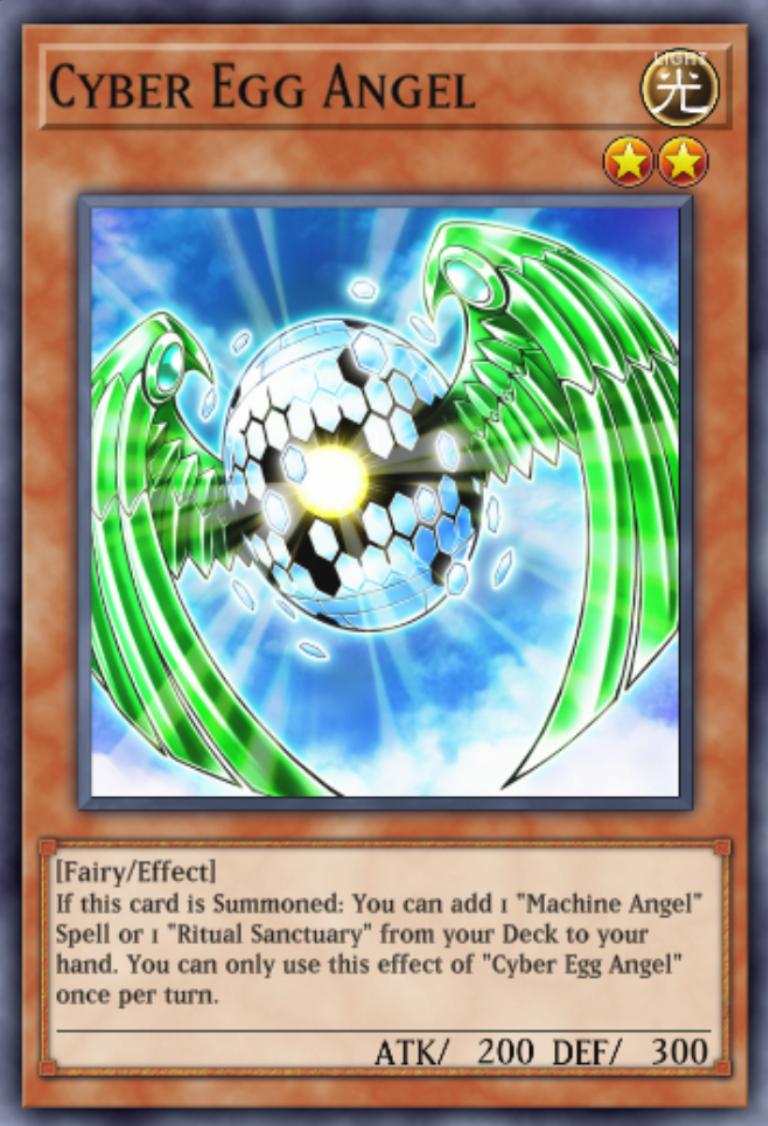 Cyber Egg Angel
LIGHT
光
[Fairy/Effect]
If this card is Summoned: You can add 1 "Machine Angel"
Spell or 1 "Ritual Sanctuary" from your Deck to your
hand. You can only use this effect of "Cyber Egg Angel"
once per turn.
ATK/ 200 DEF/ 300